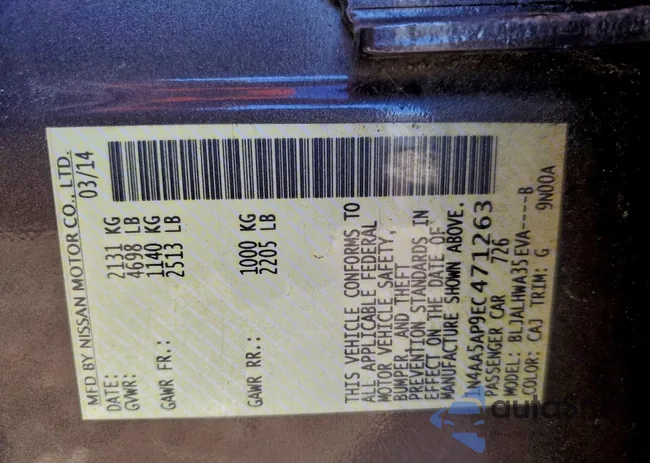 MFD BY NISSAN MOTOR CO., LTD.
DATE: 03/14
GVWR: 2131 KG
4698 LB
GAWR FR.: 1140 KG
2513 LB
GAWR RR.: 1000 KG
2205 LB
THIS VEHICLE CONFORMS TO
ALL APPLICABLE FEDERAL
MOTOR VEHICLE SAFETY,
BUMPER, AND THEFT
PREVENTION STANDARDS IN
EFFECT ON THE DATE OF
MANUFACTURE SHOWN ABOVE.
1N4AA5AP9EC471263
PASSENGER CAR 726
MODEL: BLJALHWA35EVA----B
COLOR: CAJ TRIM: G 9N00A